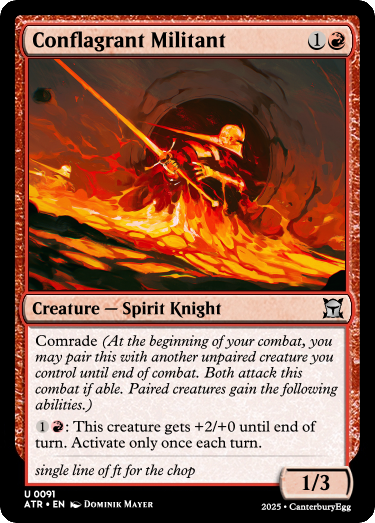 Conflagrant Militant 1
Creature — Spirit Knight
Comrade (At the beginning of your combat, you
may pair this with another unpaired creature you
control until end of combat. Both attack this
combat if able. Paired creatures gain the following
abilities.)
1 : This creature gets +2/+0 until end of
turn. Activate only once each turn.
single line of ft for the chop
1/3
U 0091
ATR • EN Dominik Mayer
2025 • CanterburyEgg